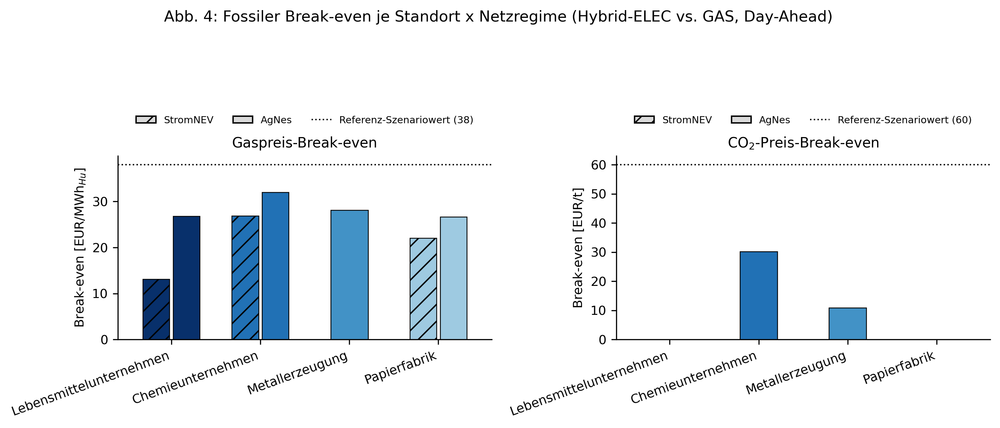 Abb. 4: Fossiler Break-even je Standort x Netzregime (Hybrid-ELEC vs. GAS, Day-Ahead)
StromNEV AgNes Referenz-Szenariowert (38)
Gaspreis-Break-even
Break-even [EUR/MWh_Hu]
30
20
10
0
Lebensmittelunternehmen
Chemieunternehmen
Metallerzeugung
Papierfabrik
StromNEV AgNes Referenz-Szenariowert (60)
CO₂-Preis-Break-even
Break-even [EUR/t]
60
50
40
30
20
10
0
Lebensmittelunternehmen
Chemieunternehmen
Metallerzeugung
Papierfabrik